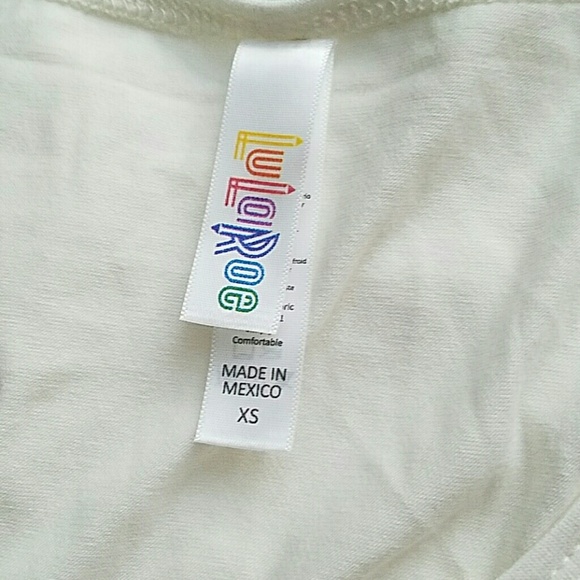 LuLaRoe
Comfortable
MADE IN
MEXICO
XS